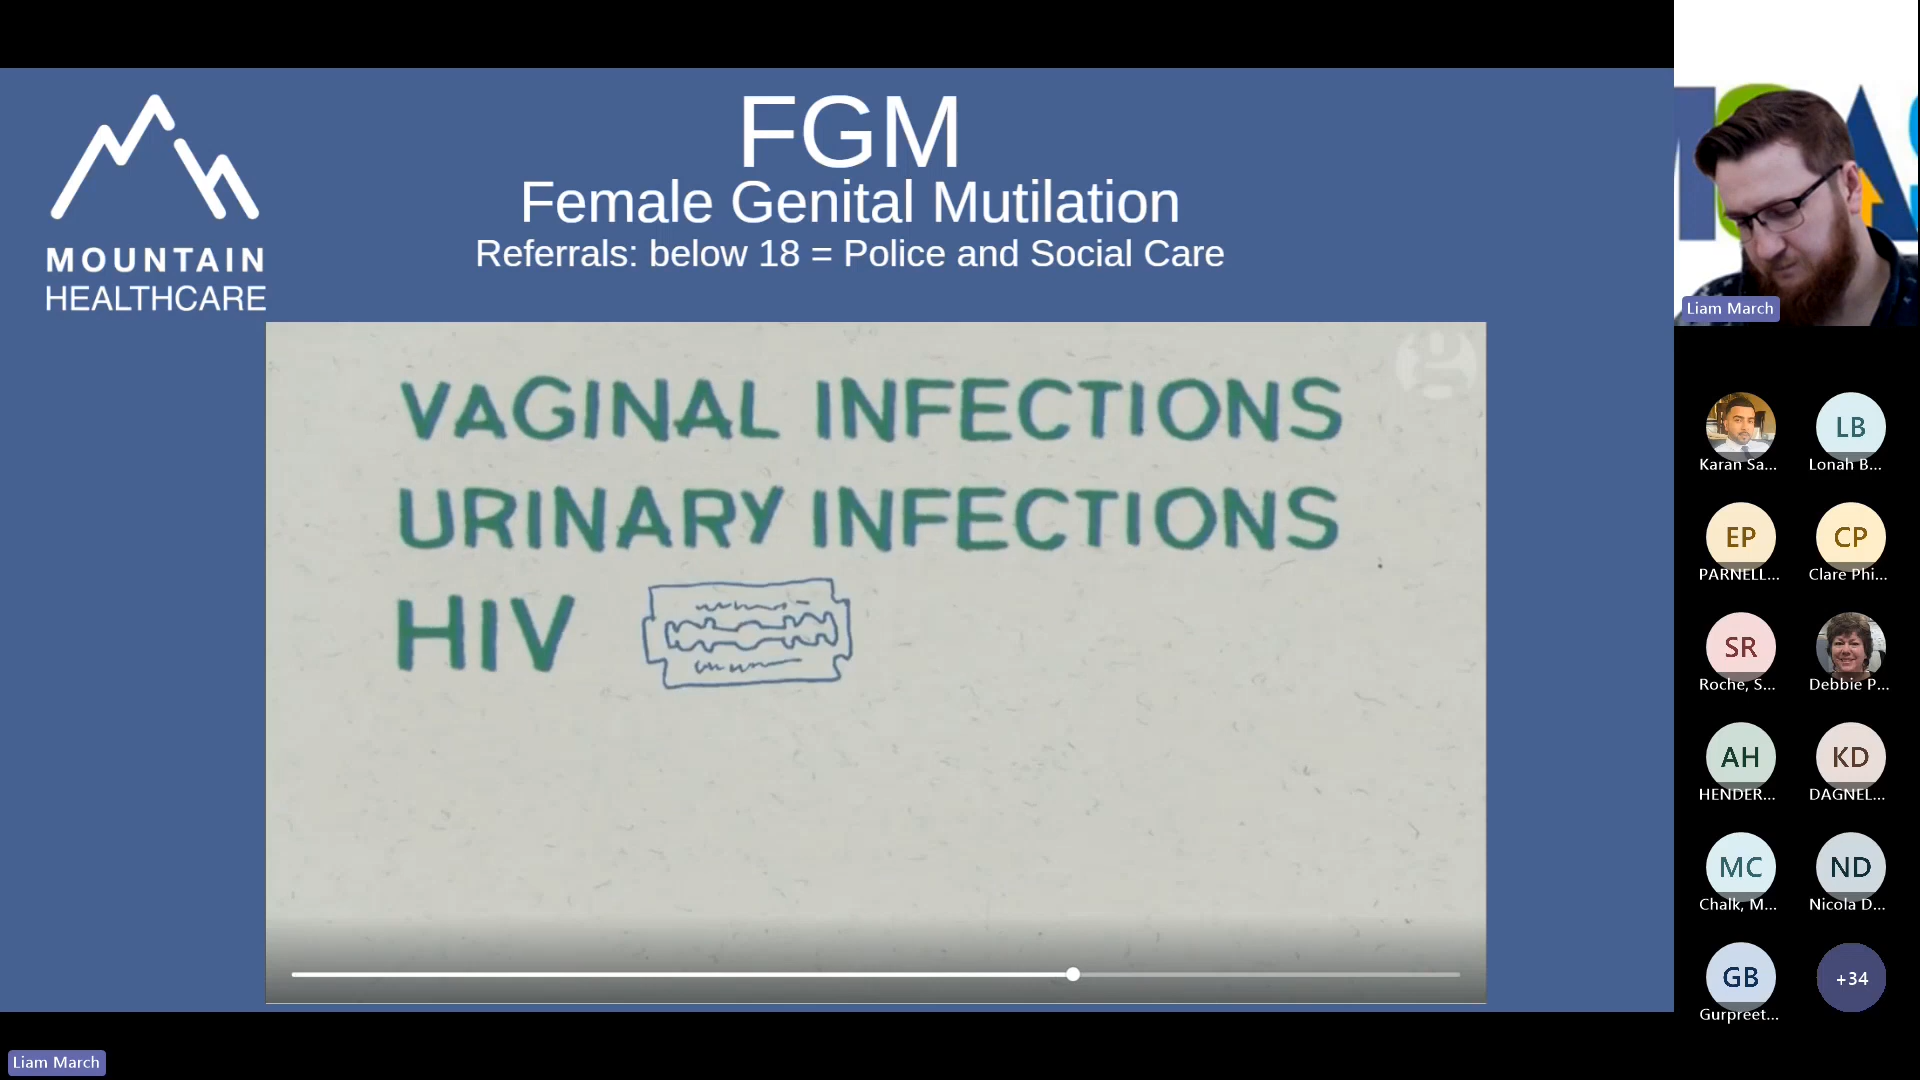 MOUNTAIN
HEALTHCARE
FGM
Female Genital Mutilation
Referrals: below 18 = Police and Social Care
VAGINAL INFECTIONS
URINARY INFECTIONS
HIV
Liam March
Karan Sa...
LB
Lonah B...
EP
PARNELL...
CP
Clare Phi...
SR
Roche, S...
Debbie P...
AH
HENDER...
KD
DAGNEL...
MC
Chalk, M...
ND
Nicola D...
GB
Gurpreet...
+34
Liam March